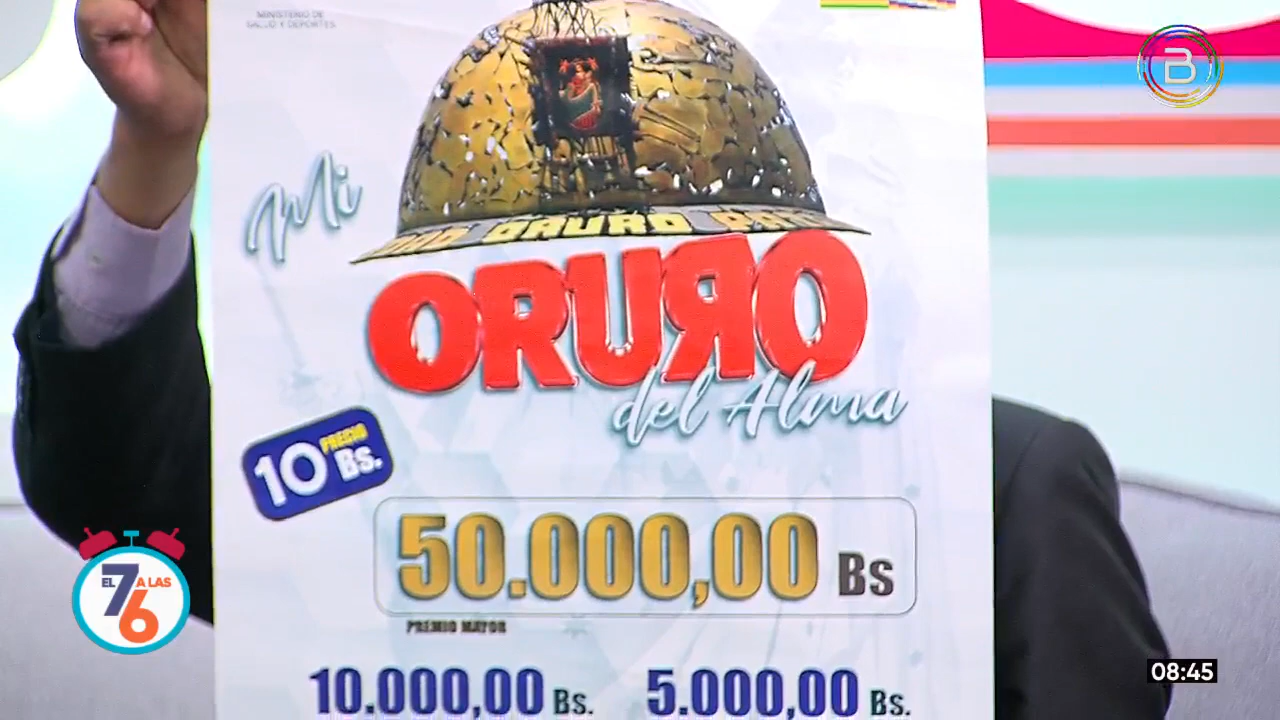 MINISTERIO DE
SALUD Y DEPORTES
B
Mi
ORURO
ORURO
del Alma
PRECIO
10 Bs.
50.000,00 Bs
PREMIO MAYOR
10.000,00 Bs.
5.000,00 Bs.
EL 7 A LAS 6
08:45